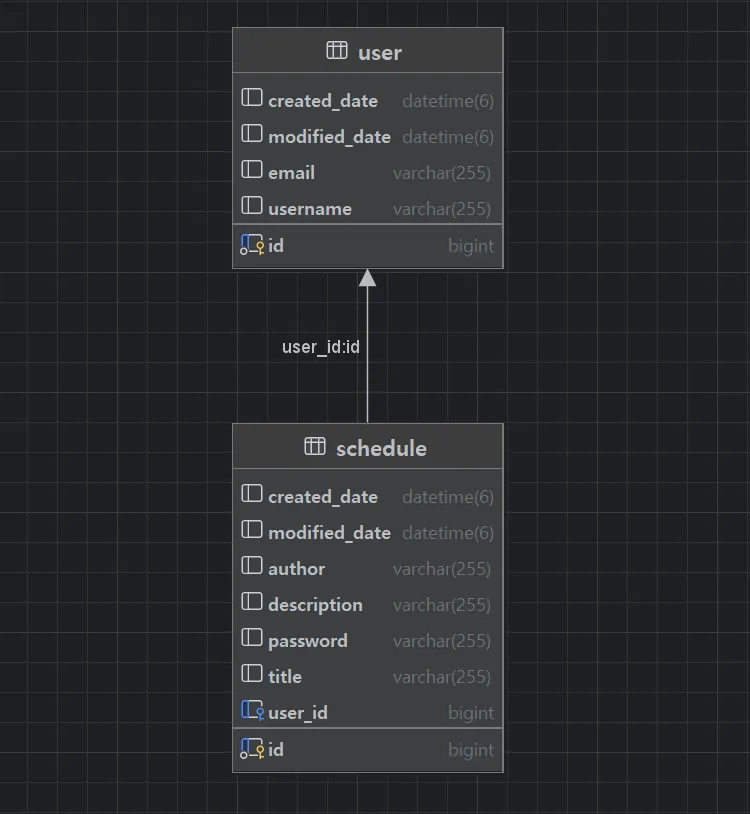 user
created_date datetime(6)
modified_date datetime(6)
email varchar(255)
username varchar(255)
id bigint
user_id:id
schedule
created_date datetime(6)
modified_date datetime(6)
author varchar(255)
description varchar(255)
password varchar(255)
title varchar(255)
user_id bigint
id bigint